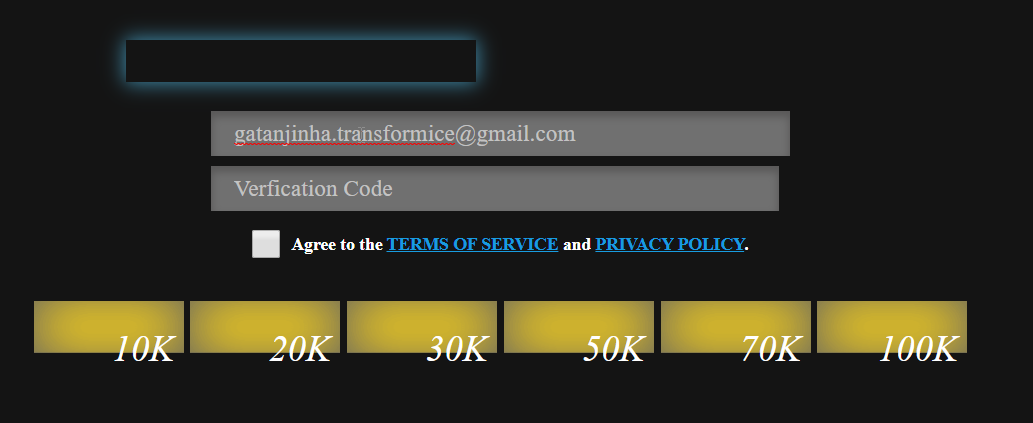 gatanjinha.transformice@gmail.com
Verfication Code
Agree to the TERMS OF SERVICE and PRIVACY POLICY.
10K 20K 30K 50K 70K 100K